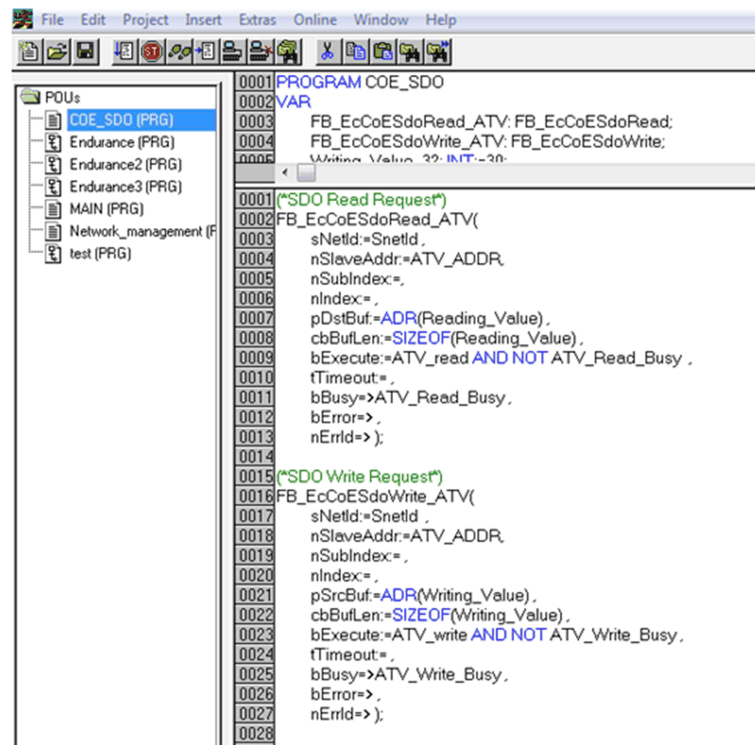 File Edit Project Insert Extras Online Window Help
POUs
COE_SDO (PRG)
Endurance (PRG)
Endurance2 (PRG)
Endurance3 (PRG)
MAIN (PRG)
Network_management (F
test (PRG)
0001 PROGRAM COE_SDO
0002 VAR
0003 FB_EcCoESdoRead_ATV: FB_EcCoESdoRead;
0004 FB_EcCoESdoWrite_ATV: FB_EcCoESdoWrite;
0005 Writing_Value_32: INT:=30;
0001 (*SDO Read Request*)
0002 FB_EcCoESdoRead_ATV(
0003 sNetId:=SnetId ,
0004 nSlaveAddr:=ATV_ADDR,
0005 nSubIndex:= ,
0006 nIndex:= ,
0007 pDstBuf:=ADR(Reading_Value) ,
0008 cbBufLen:=SIZEOF(Reading_Value) ,
0009 bExecute:=ATV_read AND NOT ATV_Read_Busy ,
0010 tTimeout:= ,
0011 bBusy=>ATV_Read_Busy ,
0012 bError=> ,
0013 nErrId=> );
0014
0015 (*SDO Write Request*)
0016 FB_EcCoESdoWrite_ATV(
0017 sNetId:=SnetId ,
0018 nSlaveAddr:=ATV_ADDR,
0019 nSubIndex:= ,
0020 nIndex:= ,
0021 pSrcBuf:=ADR(Writing_Value) ,
0022 cbBufLen:=SIZEOF(Writing_Value) ,
0023 bExecute:=ATV_write AND NOT ATV_Write_Busy ,
0024 tTimeout:= ,
0025 bBusy=>ATV_Write_Busy ,
0026 bError=> ,
0027 nErrId=> );
0028